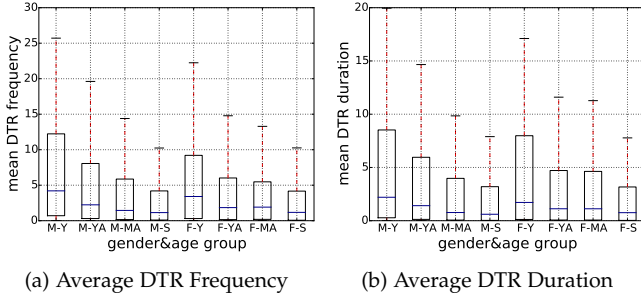 30
25
20
15
10
5
0
mean DTR frequency
M-Y M-YA M-MA M-S F-Y F-YA F-MA F-S
gender&age group
(a) Average DTR Frequency
20
15
10
5
0
mean DTR duration
M-Y M-YA M-MA M-S F-Y F-YA F-MA F-S
gender&age group
(b) Average DTR Duration